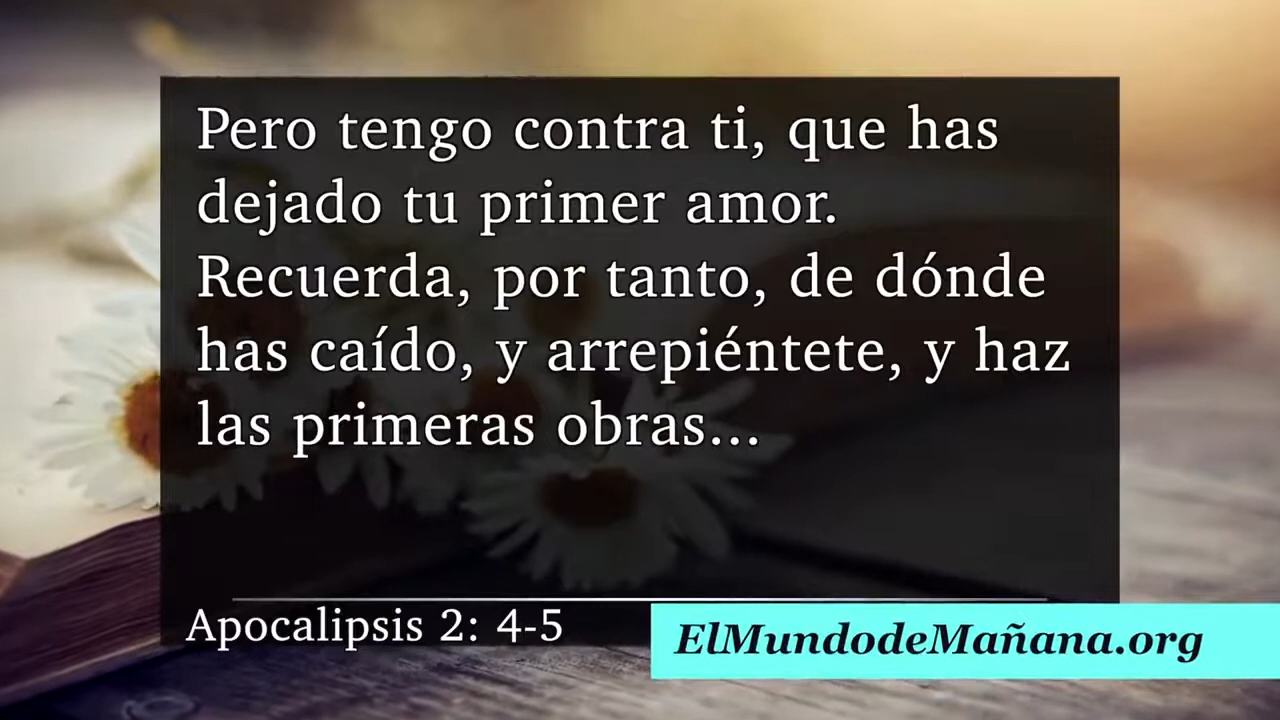 Pero tengo contra ti, que has
dejado tu primer amor.
Recuerda, por tanto, de dónde
has caído, y arrepiéntete, y haz
las primeras obras...
Apocalipsis 2: 4-5
ElMundodeMañana.org